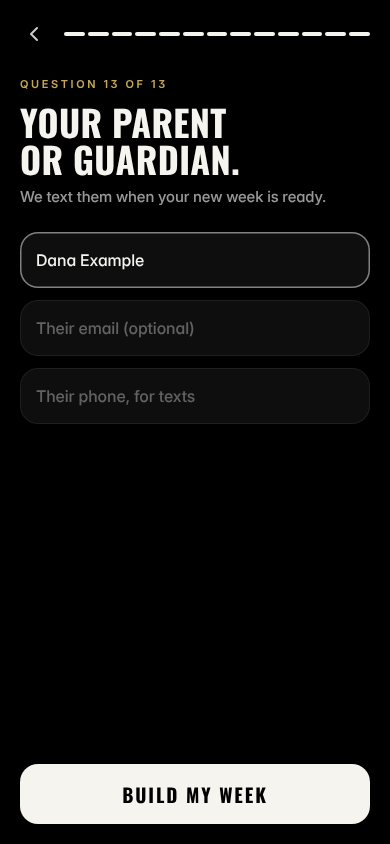 QUESTION 13 OF 13
YOUR PARENT
OR GUARDIAN.
We text them when your new week is ready.
Dana Example
Their email (optional)
Their phone, for texts
BUILD MY WEEK